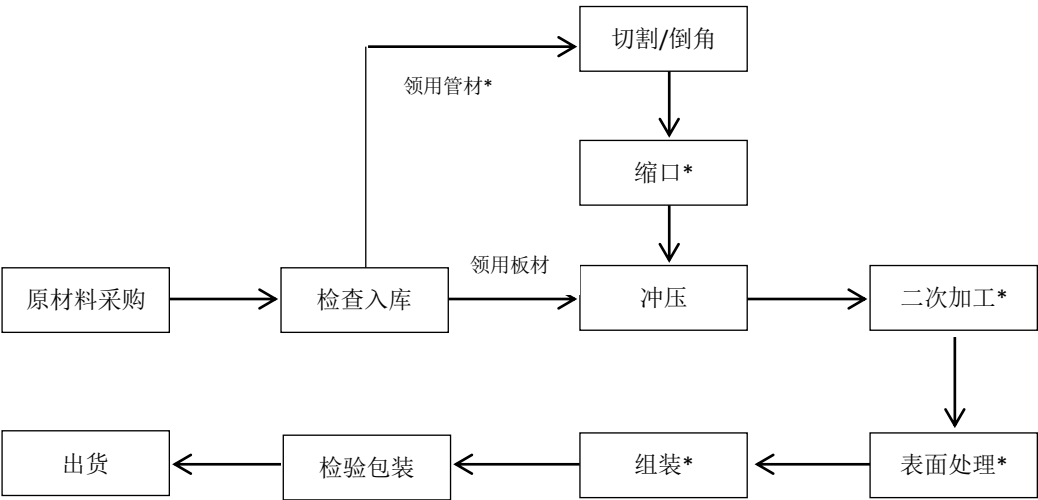 切割/倒角
领用管材*
缩口*
领用板材
原材料采购
检查入库
冲压
二次加工*
出货
检验包装
组装*
表面处理*